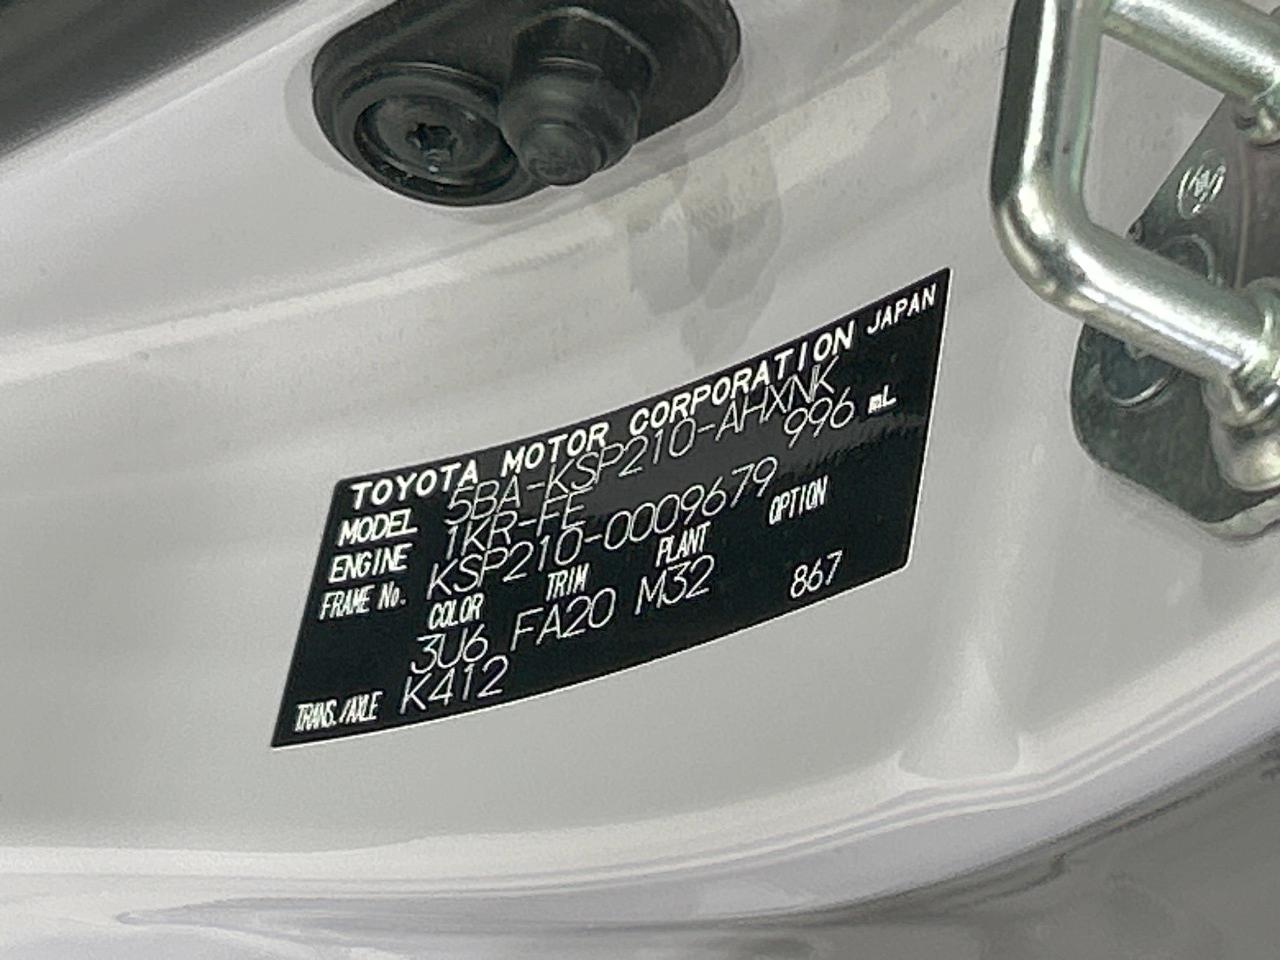 TOYOTA MOTOR CORPORATION JAPAN
MODEL 5BA-KSP210-AHXNK
ENGINE 1KR-FE 996 mL
FRAME No. KSP210-0009679
COLOR TRIM PLANT OPTION
3U6 FA20 M32 867
TRANS./AXLE K412